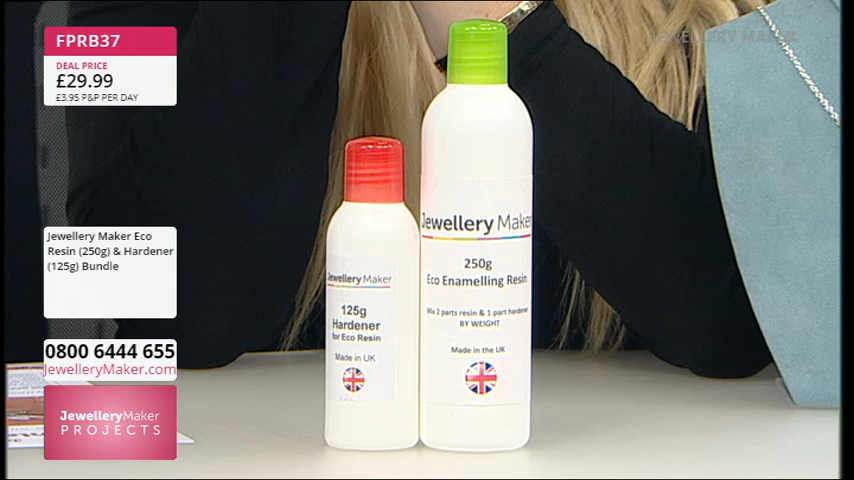 FPRB37
DEAL PRICE
£29.99
£3.95 P&P PER DAY
JEWELLERY MAKER
Jewellery Maker Eco
Resin (250g) & Hardener
(125g) Bundle
0800 6444 655
JewelleryMaker.com
JewelleryMaker
PROJECTS
JewelleryMaker
125g
Hardener
for Eco Resin
Made in UK
Jewellery Maker
250g
Eco Enamelling Resin
Mix 2 parts resin & 1 part hardener
BY WEIGHT
Made in the UK